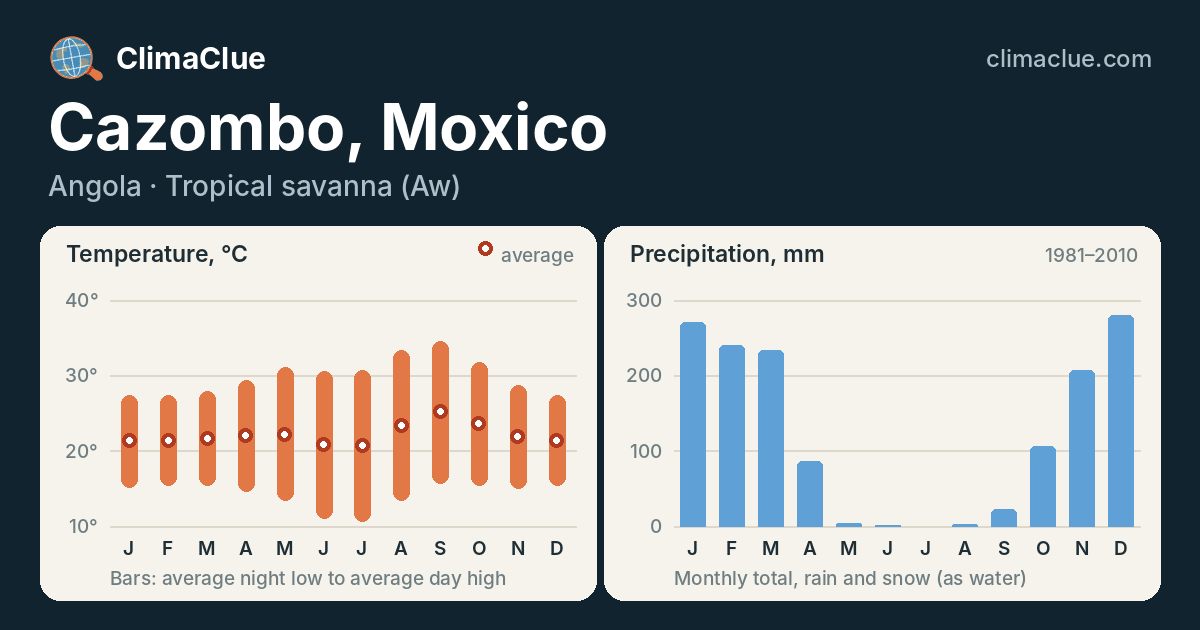 ClimaClue
climaclue.com
Cazombo, Moxico
Angola · Tropical savanna (Aw)
Temperature, °C
average
40°
30°
20°
10°
J F M A M J J A S O N D
Bars: average night low to average day high
Precipitation, mm
1981–2010
300
200
100
0
J F M A M J J A S O N D
Monthly total, rain and snow (as water)